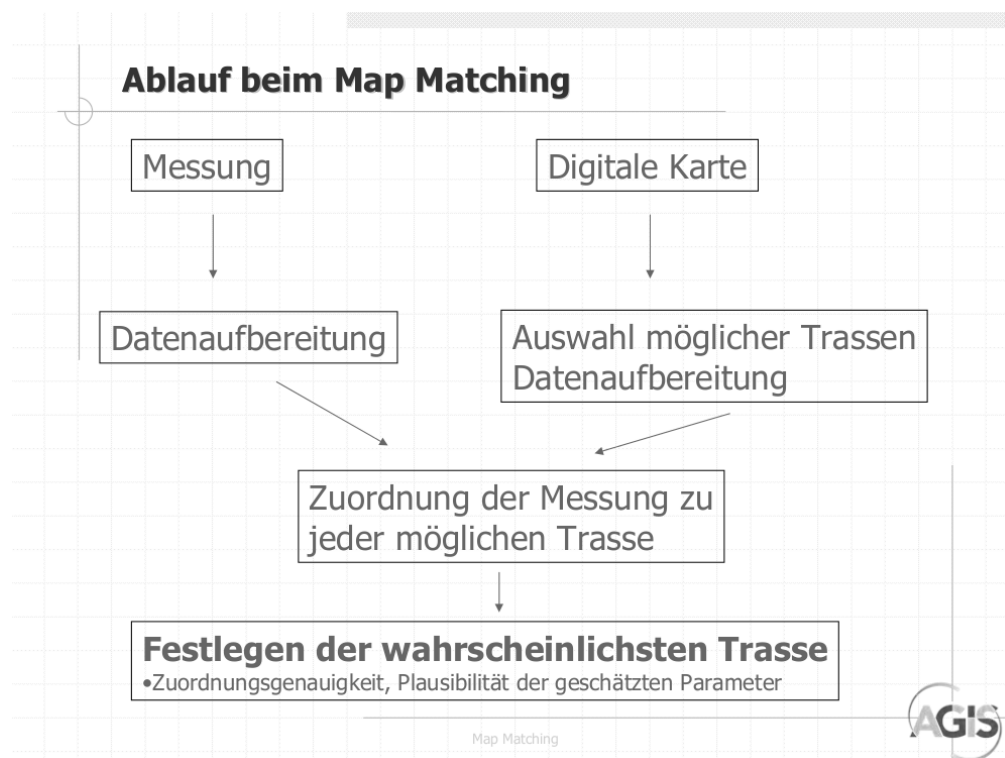 Ablauf beim Map Matching
Messung
Digitale Karte
Datenaufbereitung
Auswahl möglicher Trassen
Datenaufbereitung
Zuordnung der Messung zu
jeder möglichen Trasse
Festlegen der wahrscheinlichsten Trasse
•Zuordnungsgenauigkeit, Plausibilität der geschätzten Parameter
Map Matching
AGIS